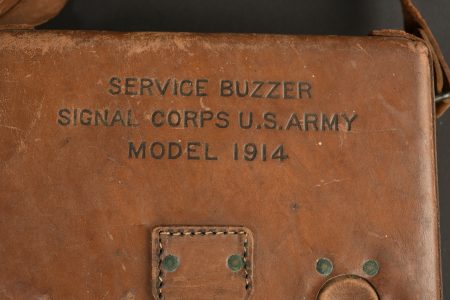 SERVICE BUZZER
SIGNAL CORPS U.S. ARMY
MODEL 1914